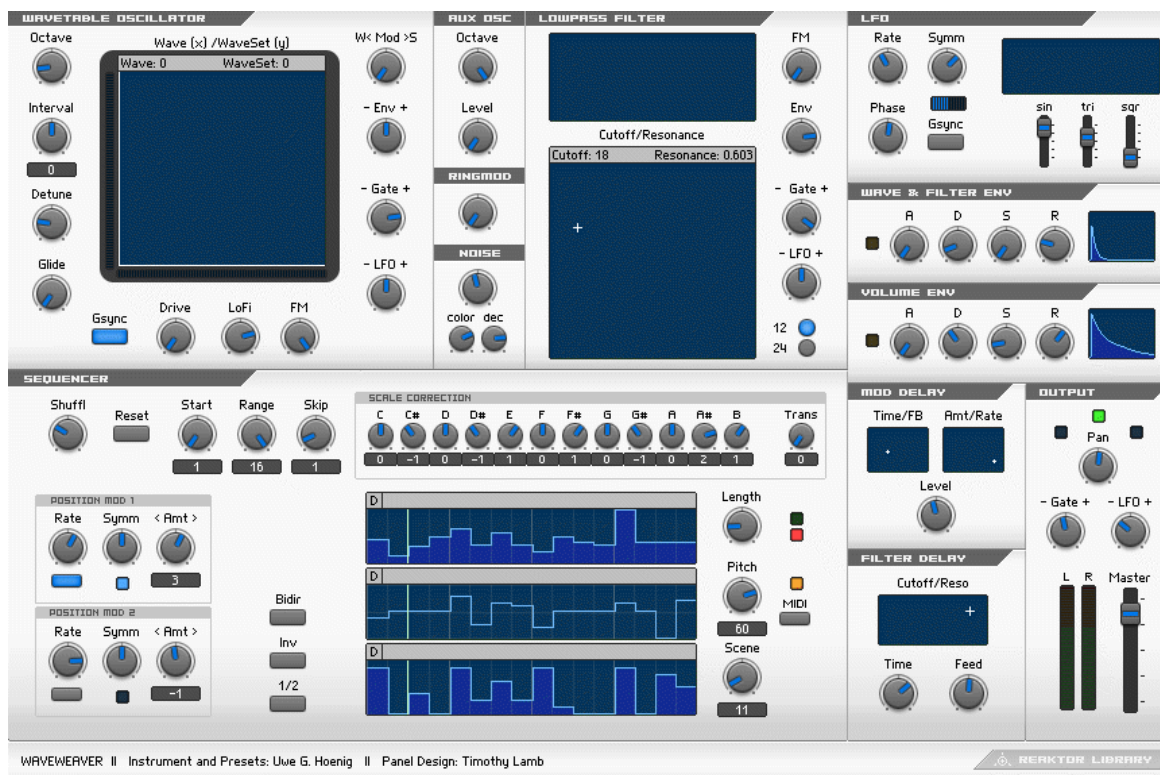 WAVETABLE OSCILLATOR
Octave
Wave (x) /WaveSet (y)
Wave: 0 WaveSet: 0
Interval
0
Detune
Glide
Gsync
Drive LoFi FM
W< Mod >S
- Env +
- Gate +
- LFO +
AUX OSC
Octave
Level
RINGMOD
NOISE
color dec
LOWPASS FILTER
Cutoff/Resonance
Cutoff: 18 Resonance: 0.603
FM
Env
- Gate +
- LFO +
12
24
LFO
Rate Symm
Phase
Gsync
sin tri sqr
WAVE & FILTER ENV
A D S R
VOLUME ENV
A D S R
SEQUENCER
Shuffl
Reset
Start Range Skip
1 16 1
SCALE CORRECTION
C C# D D# E F F# G G# A A# B Trans
0 -1 0 -1 1 0 1 0 -1 0 2 1 0
POSITION MOD 1
Rate Symm < Amt >
3
POSITION MOD 2
Rate Symm < Amt >
-1
Bidir
Inv
1/2
D
D
D
Length
Pitch
60
MIDI
Scene
11
MOD DELAY
Time/FB Amt/Rate
Level
FILTER DELAY
Cutoff/Reso
Time Feed
OUTPUT
Pan
- Gate + - LFO +
L R Master
WAVEWEAVER II Instrument and Presets: Uwe G. Hoenig II Panel Design: Timothy Lamb
REAKTOR LIBRARY